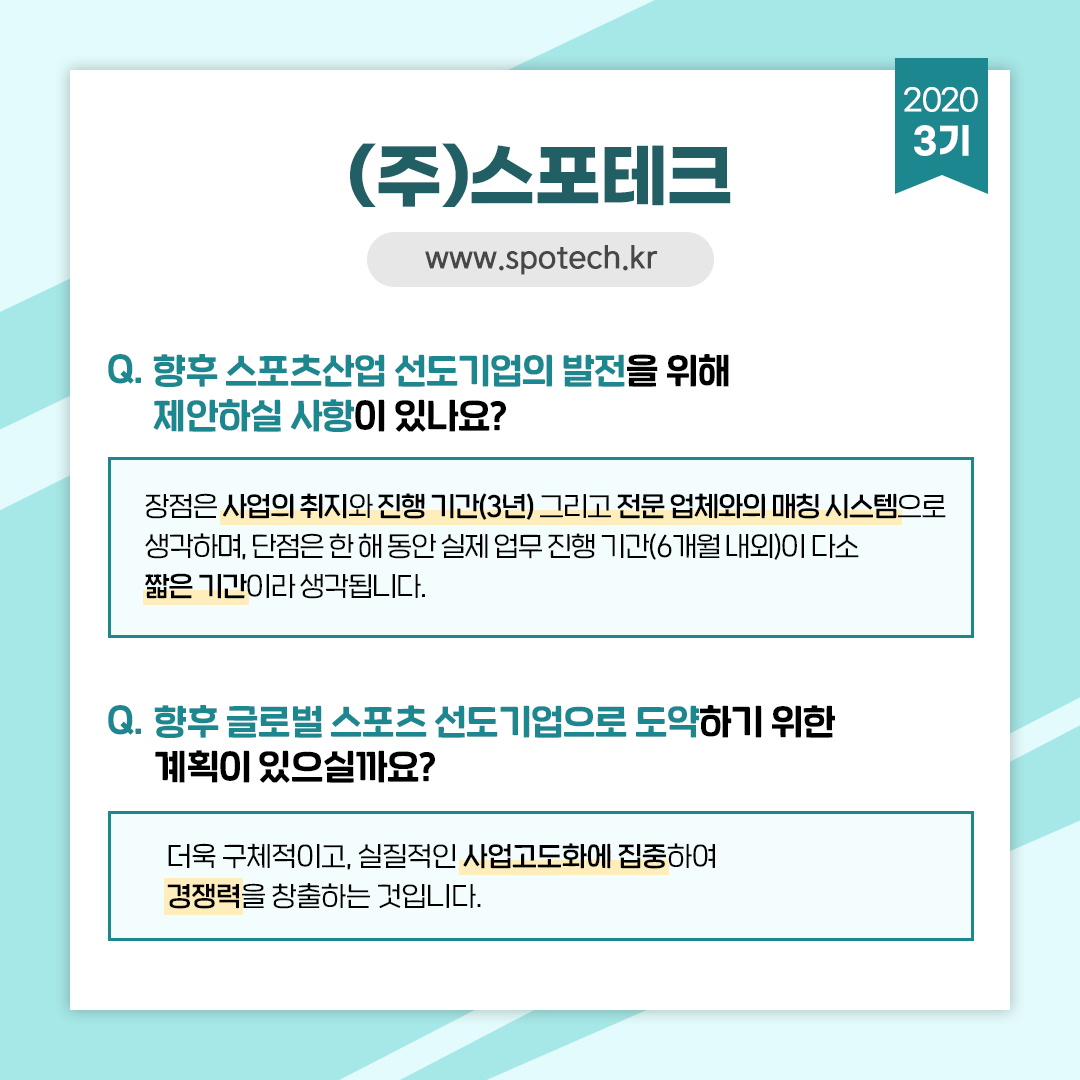 2020
3기
(주)스포테크
www.spotech.kr
Q. 향후 스포츠산업 선도기업의 발전을 위해
제안하실 사항이 있나요?
장점은 사업의 취지와 진행 기간(3년) 그리고 전문 업체와의 매칭 시스템으로
생각하며, 단점은 한 해 동안 실제 업무 진행 기간(6개월 내외)이 다소
짧은 기간이라 생각됩니다.
Q. 향후 글로벌 스포츠 선도기업으로 도약하기 위한
계획이 있으실까요?
더욱 구체적이고, 실질적인 사업고도화에 집중하여
경쟁력을 창출하는 것입니다.